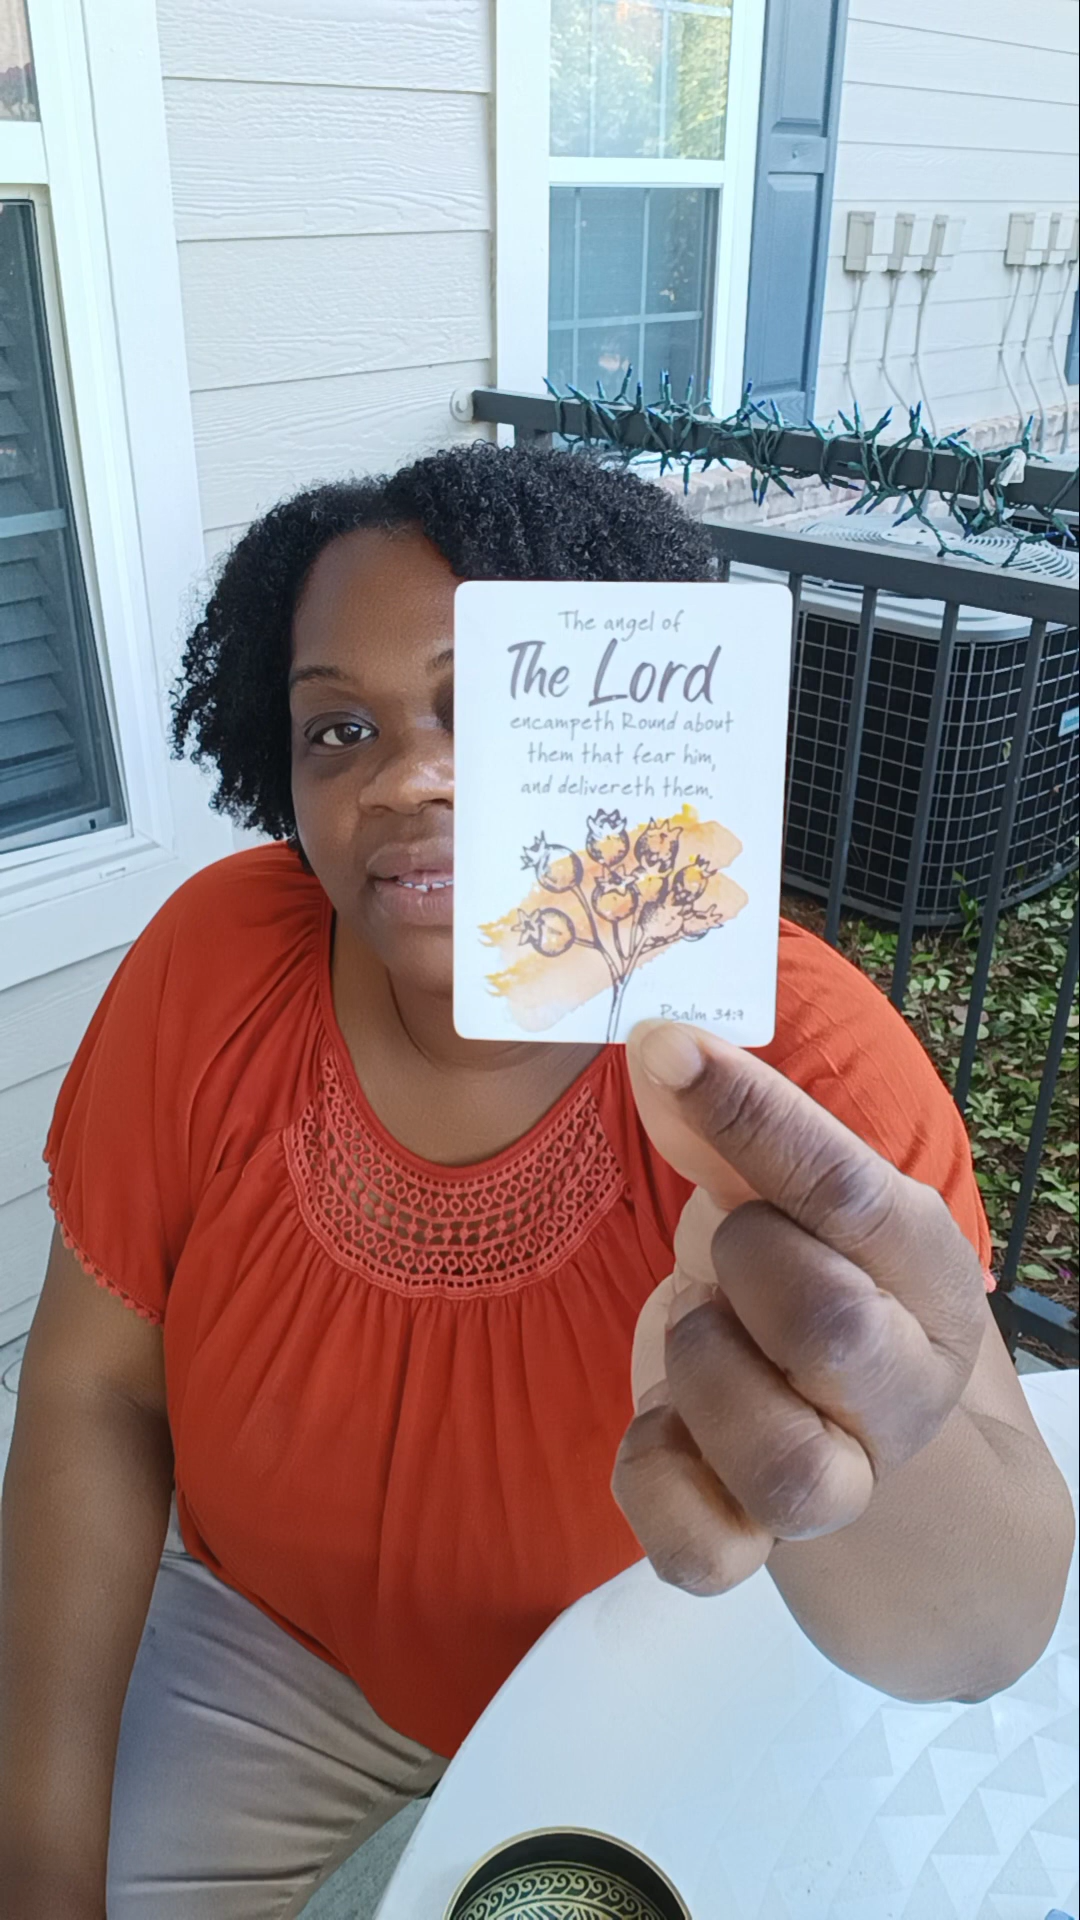 The angel of
The Lord
encampeth Round about
them that fear him,
and delivereth them.
Psalm 34:7